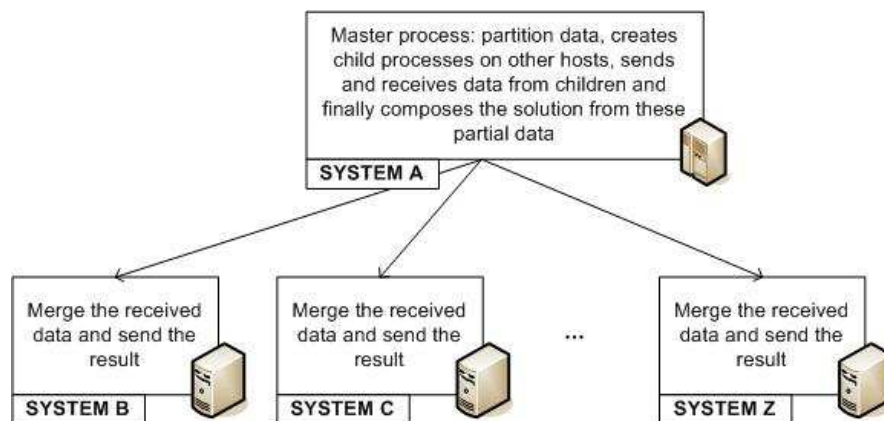 Master process: partition data, creates
child processes on other hosts, sends
and receives data from children and
finally composes the solution from these
partial data
SYSTEM A
Merge the received
data and send the
result
SYSTEM B
Merge the received
data and send the
result
SYSTEM C
...
Merge the received
data and send the
result
SYSTEM Z